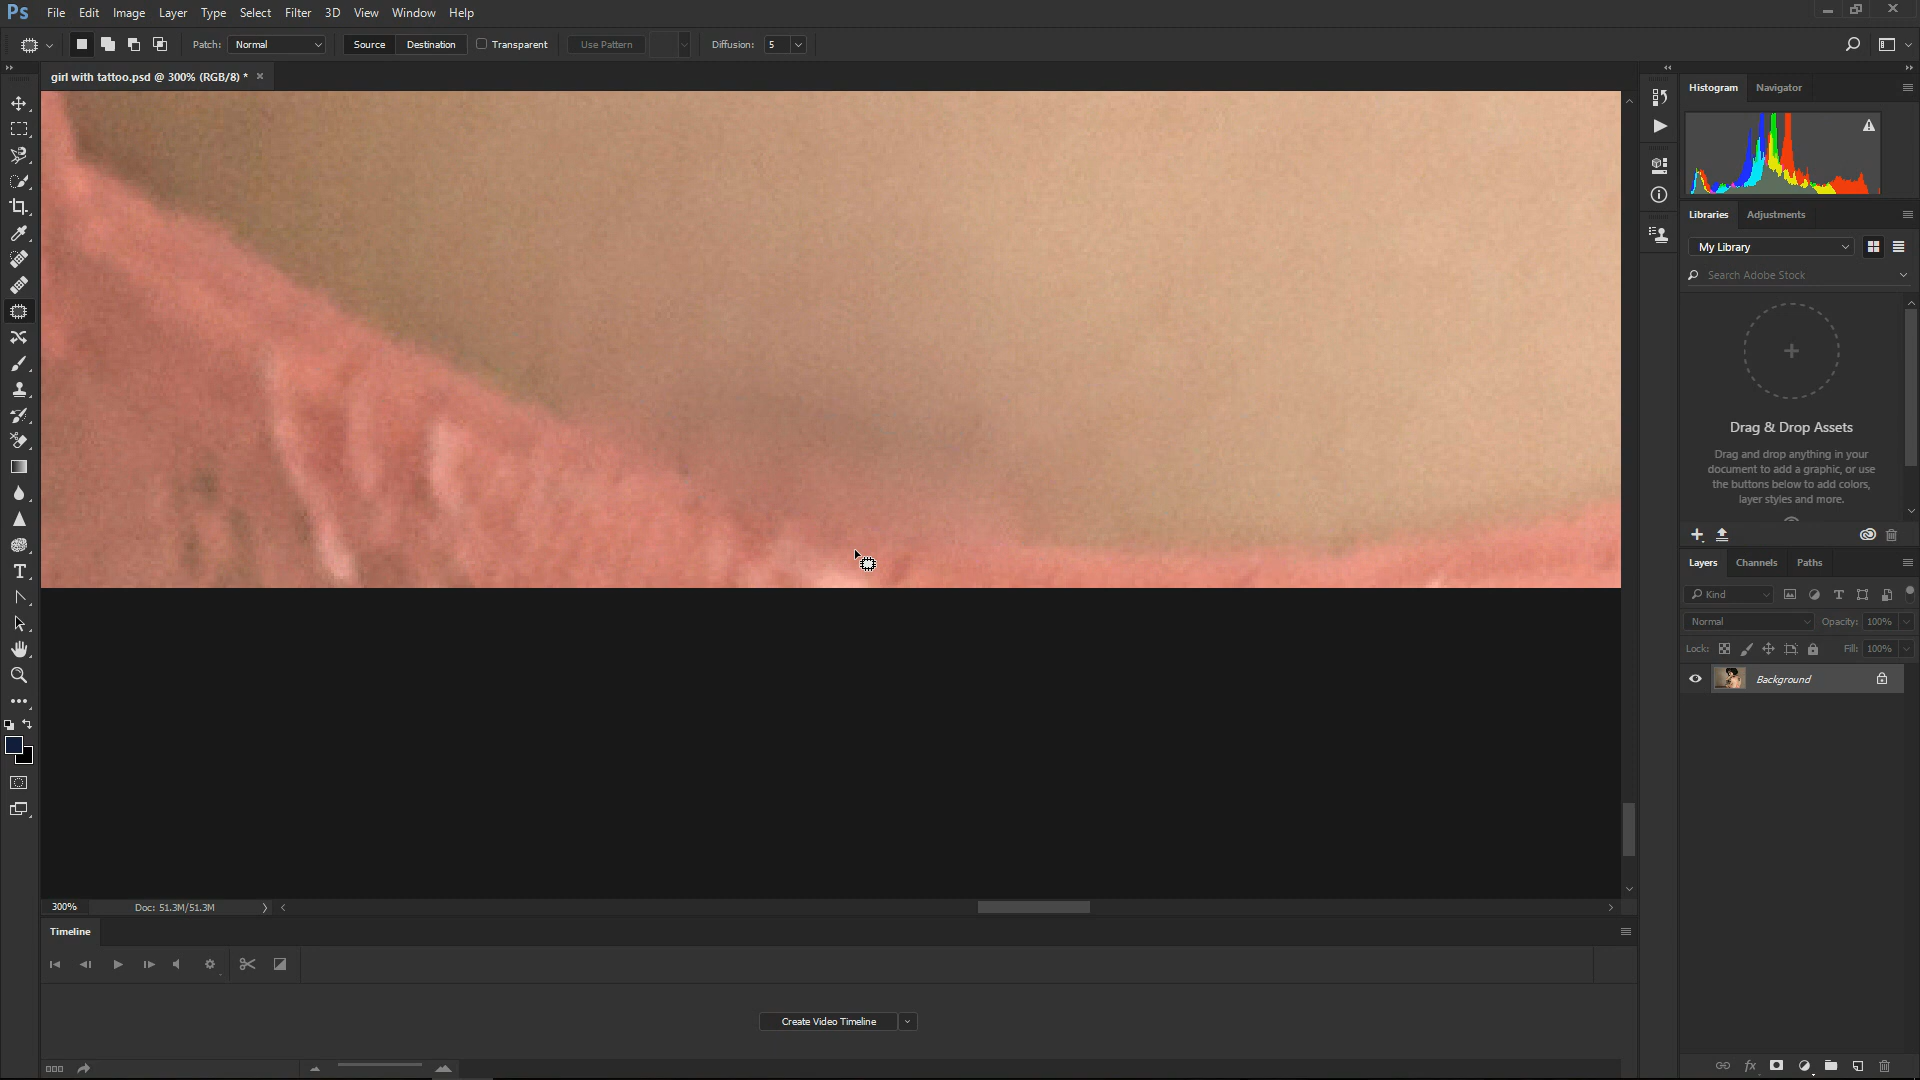 Ps File Edit Image Layer Type Select Filter 3D View Window Help
Patch: Normal Source Destination Transparent Use Pattern Diffusion: 5
girl with tattoo.psd @ 300% (RGB/8) *
Histogram Navigator
Libraries Adjustments
My Library
Search Adobe Stock
Drag & Drop Assets
Drag and drop anything in your
document to add a graphic, or use
the buttons below to add colors,
layer styles and more.
Layers Channels Paths
Kind
Normal Opacity: 100%
Lock: Fill: 100%
Background
300% Doc: 51.3M/51.3M
Timeline
Create Video Timeline
fx